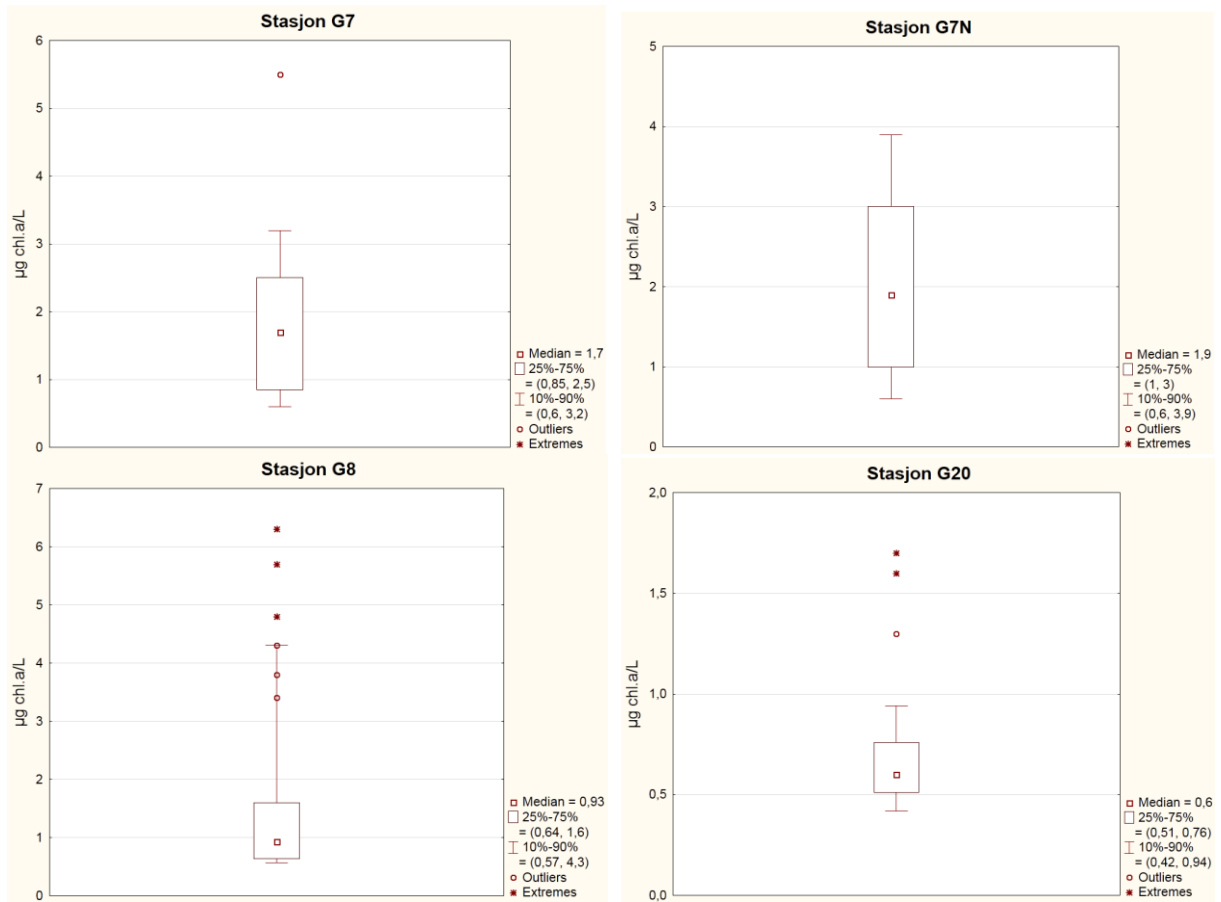 Stasjon G7
6
5
4
3
2
1
0
µg chl.a/L
Median = 1,7
25%-75%
= (0,85, 2,5)
10%-90%
= (0,6, 3,2)
Outliers
Extremes
Stasjon G7N
5
4
3
2
1
0
µg chl.a/L
Median = 1,9
25%-75%
= (1, 3)
10%-90%
= (0,6, 3,9)
Outliers
Extremes
Stasjon G8
7
6
5
4
3
2
1
0
µg chl.a/L
Median = 0,93
25%-75%
= (0,64, 1,6)
10%-90%
= (0,57, 4,3)
Outliers
Extremes
Stasjon G20
2,0
1,5
1,0
0,5
0,0
µg chl.a/L
Median = 0,6
25%-75%
= (0,51, 0,76)
10%-90%
= (0,42, 0,94)
Outliers
Extremes